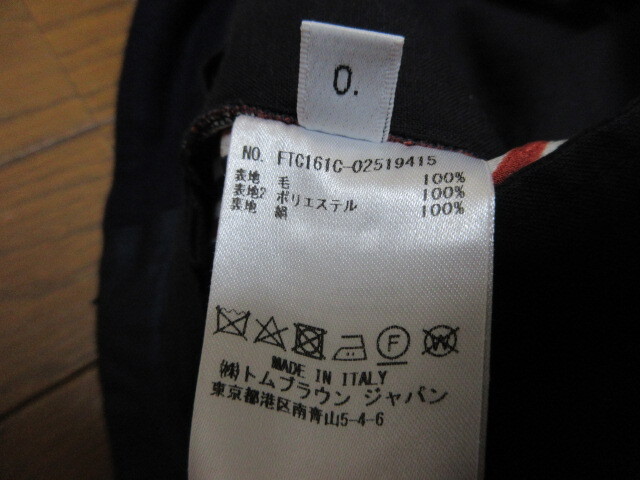 0.
NO. FTC161C-02519415
表地 毛 100%
表地2 ポリエステル 100%
裏地 絹 100%
F W
MADE IN ITALY
㈱トムブラウン ジャパン
東京都港区南青山5-4-6